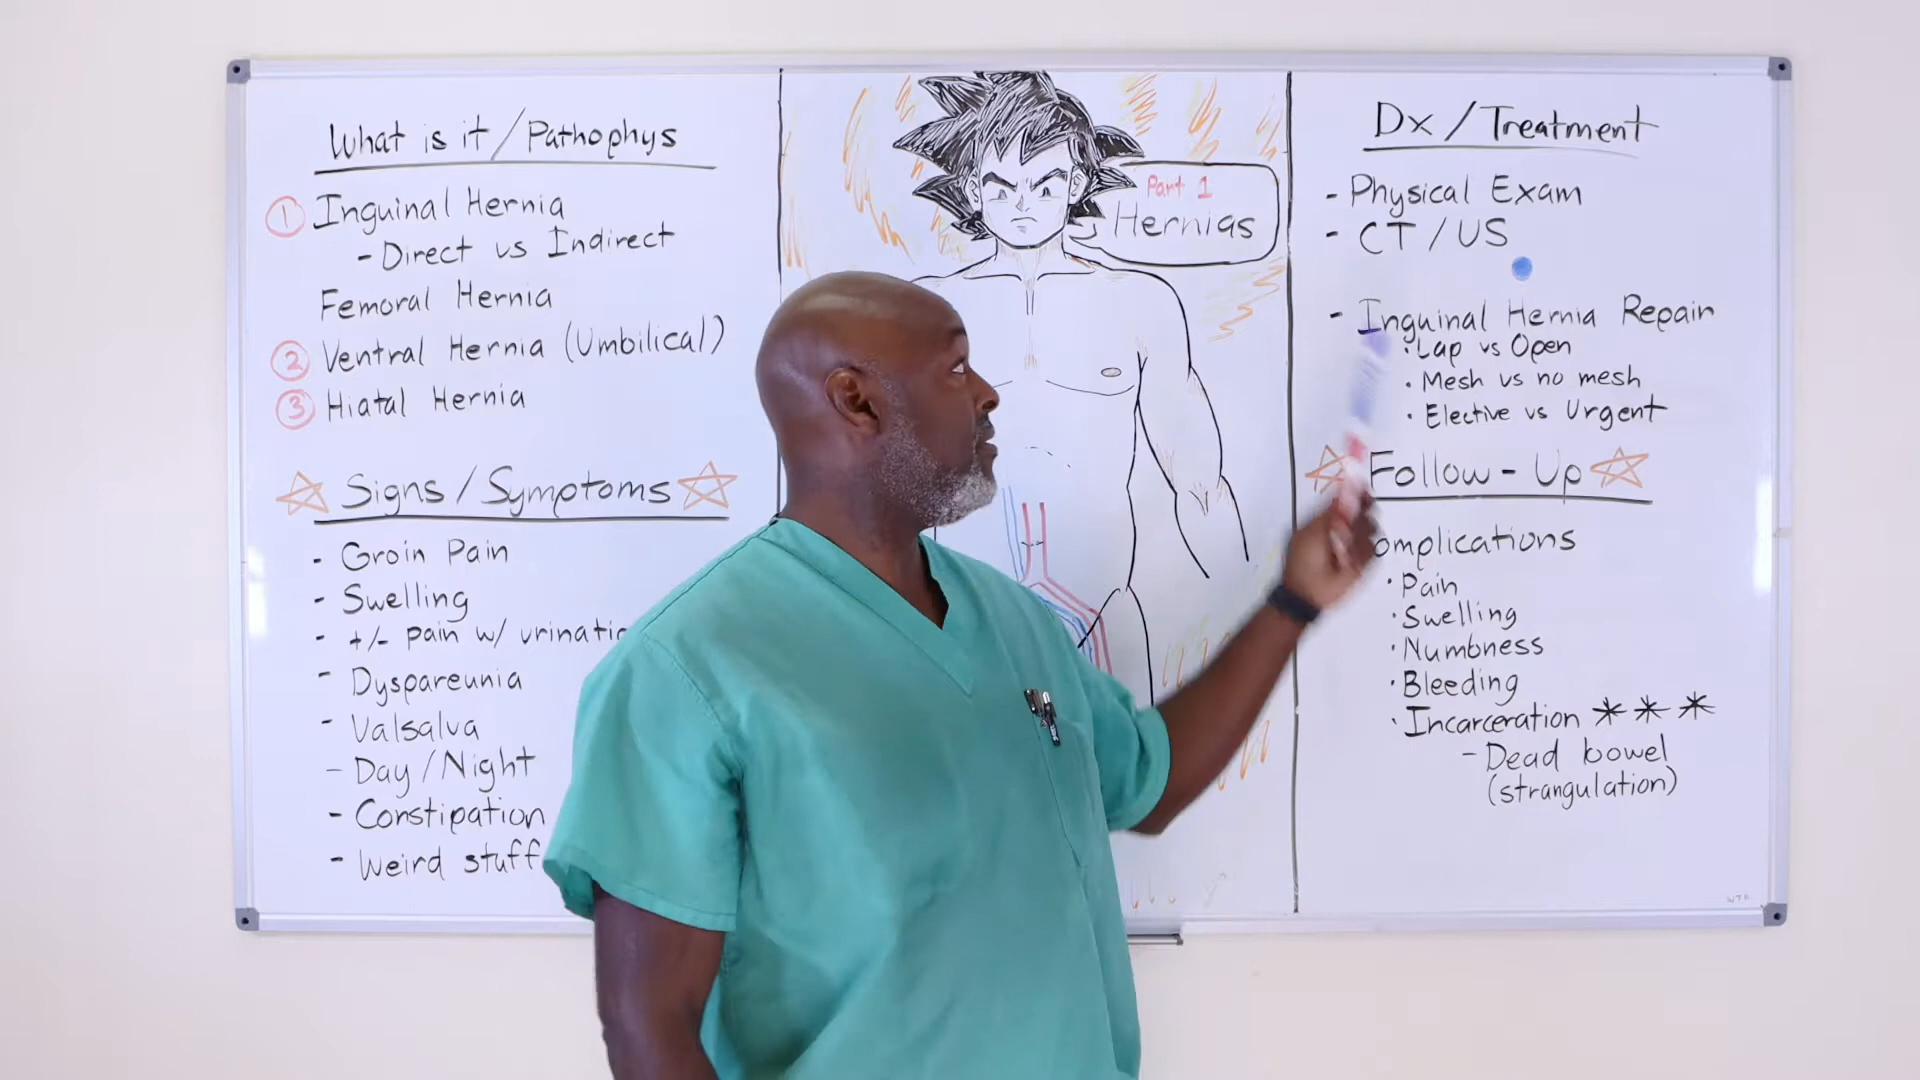 What is it / Pathophys
① Inguinal Hernia
- Direct vs Indirect
Femoral Hernia
② Ventral Hernia (Umbilical)
③ Hiatal Hernia
Signs / Symptoms
- Groin Pain
- Swelling
- +/- pain w/
- Dyspareunia
- Valsalva
- Day / Night
- Constipation
- Weird stuff
Part 1
Hernias
Dx / Treatment
- Physical Exam
- CT / US
- Inguinal Hernia Repair
· Lap vs Open
· Mesh vs no mesh
· Elective vs Urgent
Follow-Up
· Pain
· Swelling
· Numbness
· Bleeding
· Incarceration ***
- Dead bowel
(strangulation)